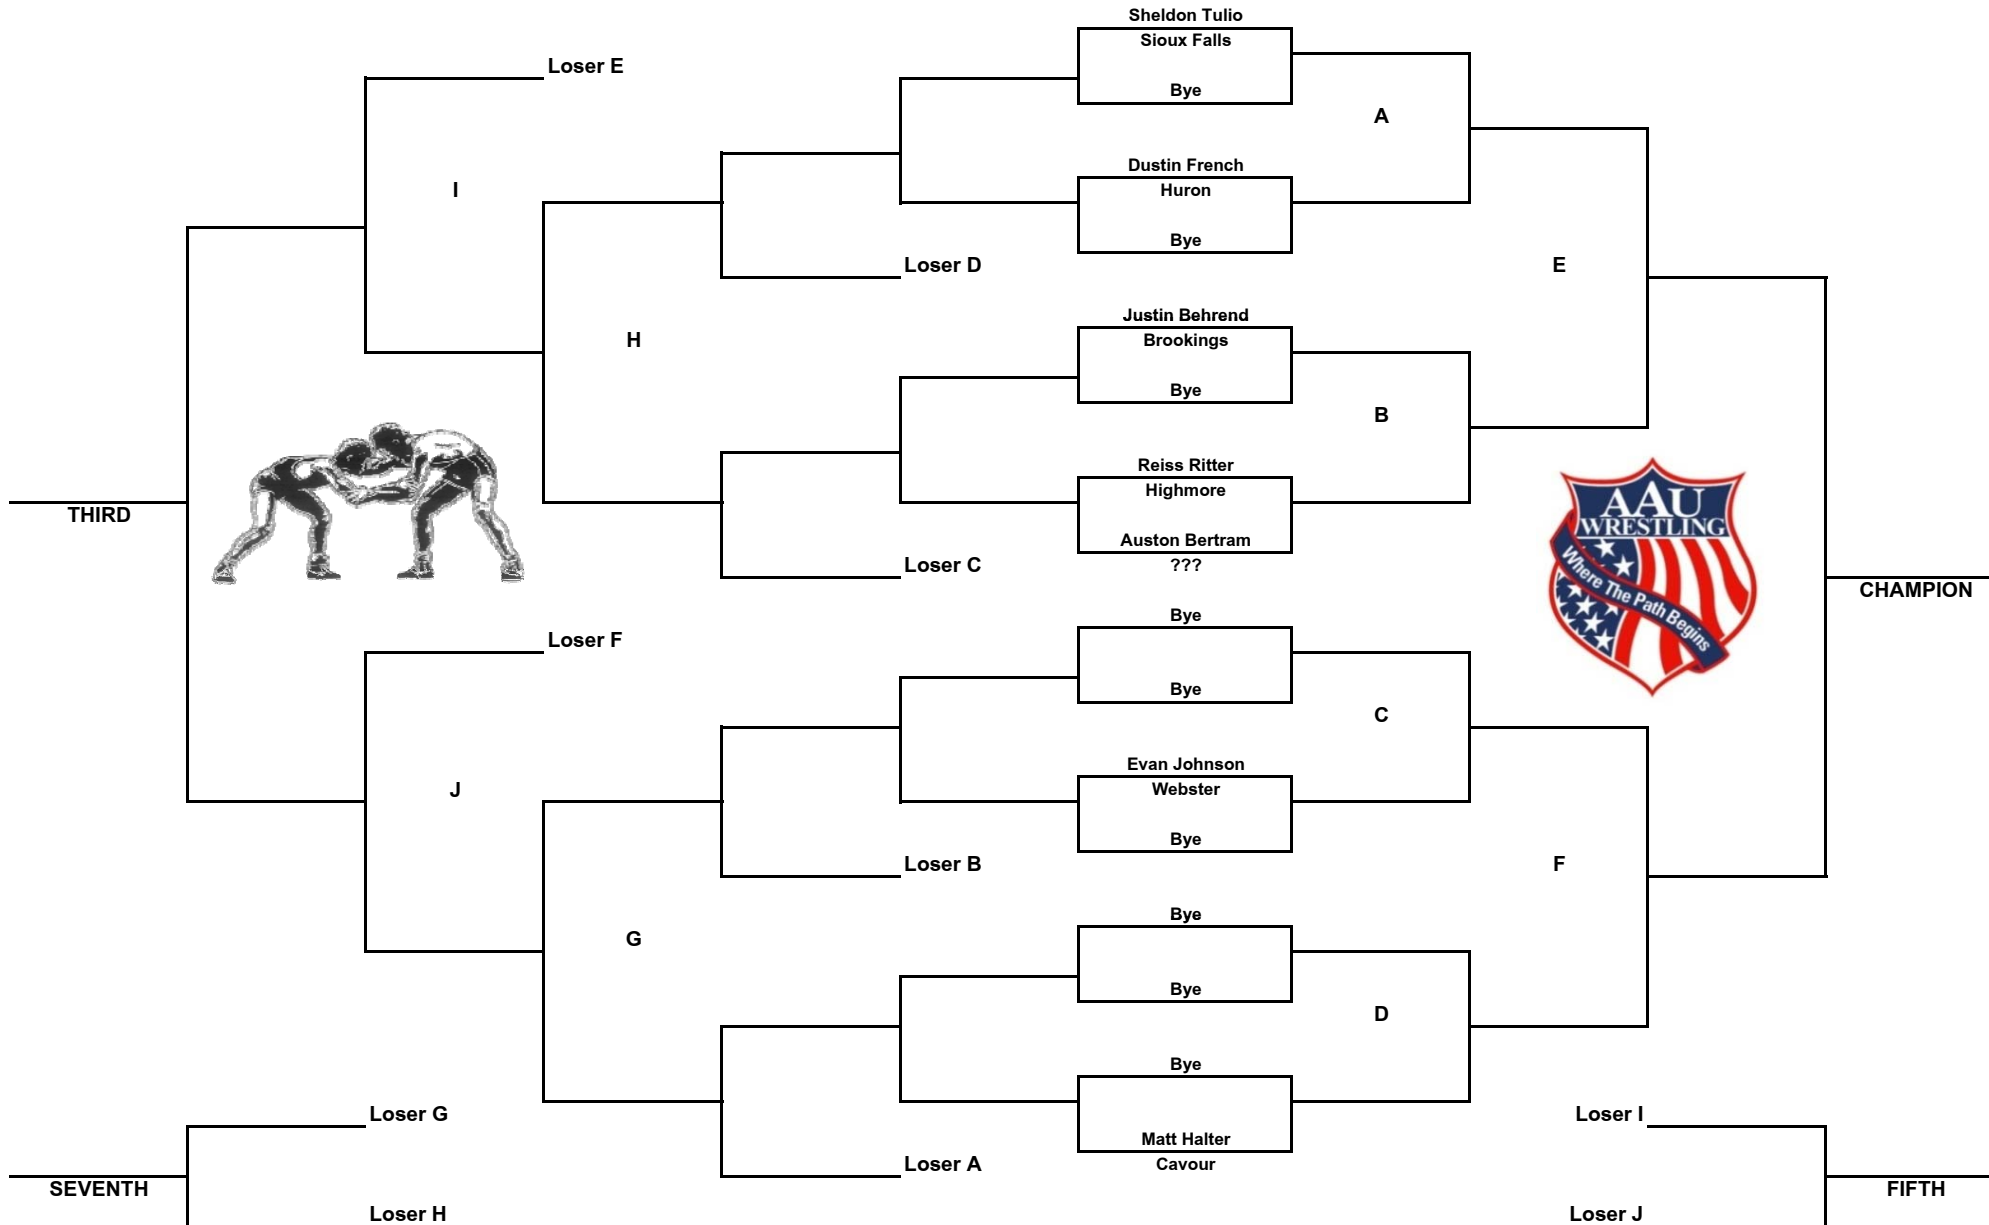 Sheldon Tulio
Sioux Falls
Loser E
Bye
A
Dustin French
I
Huron
Bye
Loser D
E
Justin Behrend
H
Brookings
Bye
B
Reiss Ritter
Highmore
THIRD
AAU
WRESTLING
Where The Path Begins
Auston Bertram
Loser C
???
CHAMPION
Bye
Loser F
Bye
C
Evan Johnson
J
Webster
Bye
Loser B
F
Bye
G
Bye
D
Bye
Loser G
Loser I
Matt Halter
Loser A
Cavour
SEVENTH
FIFTH
Loser H
Loser J